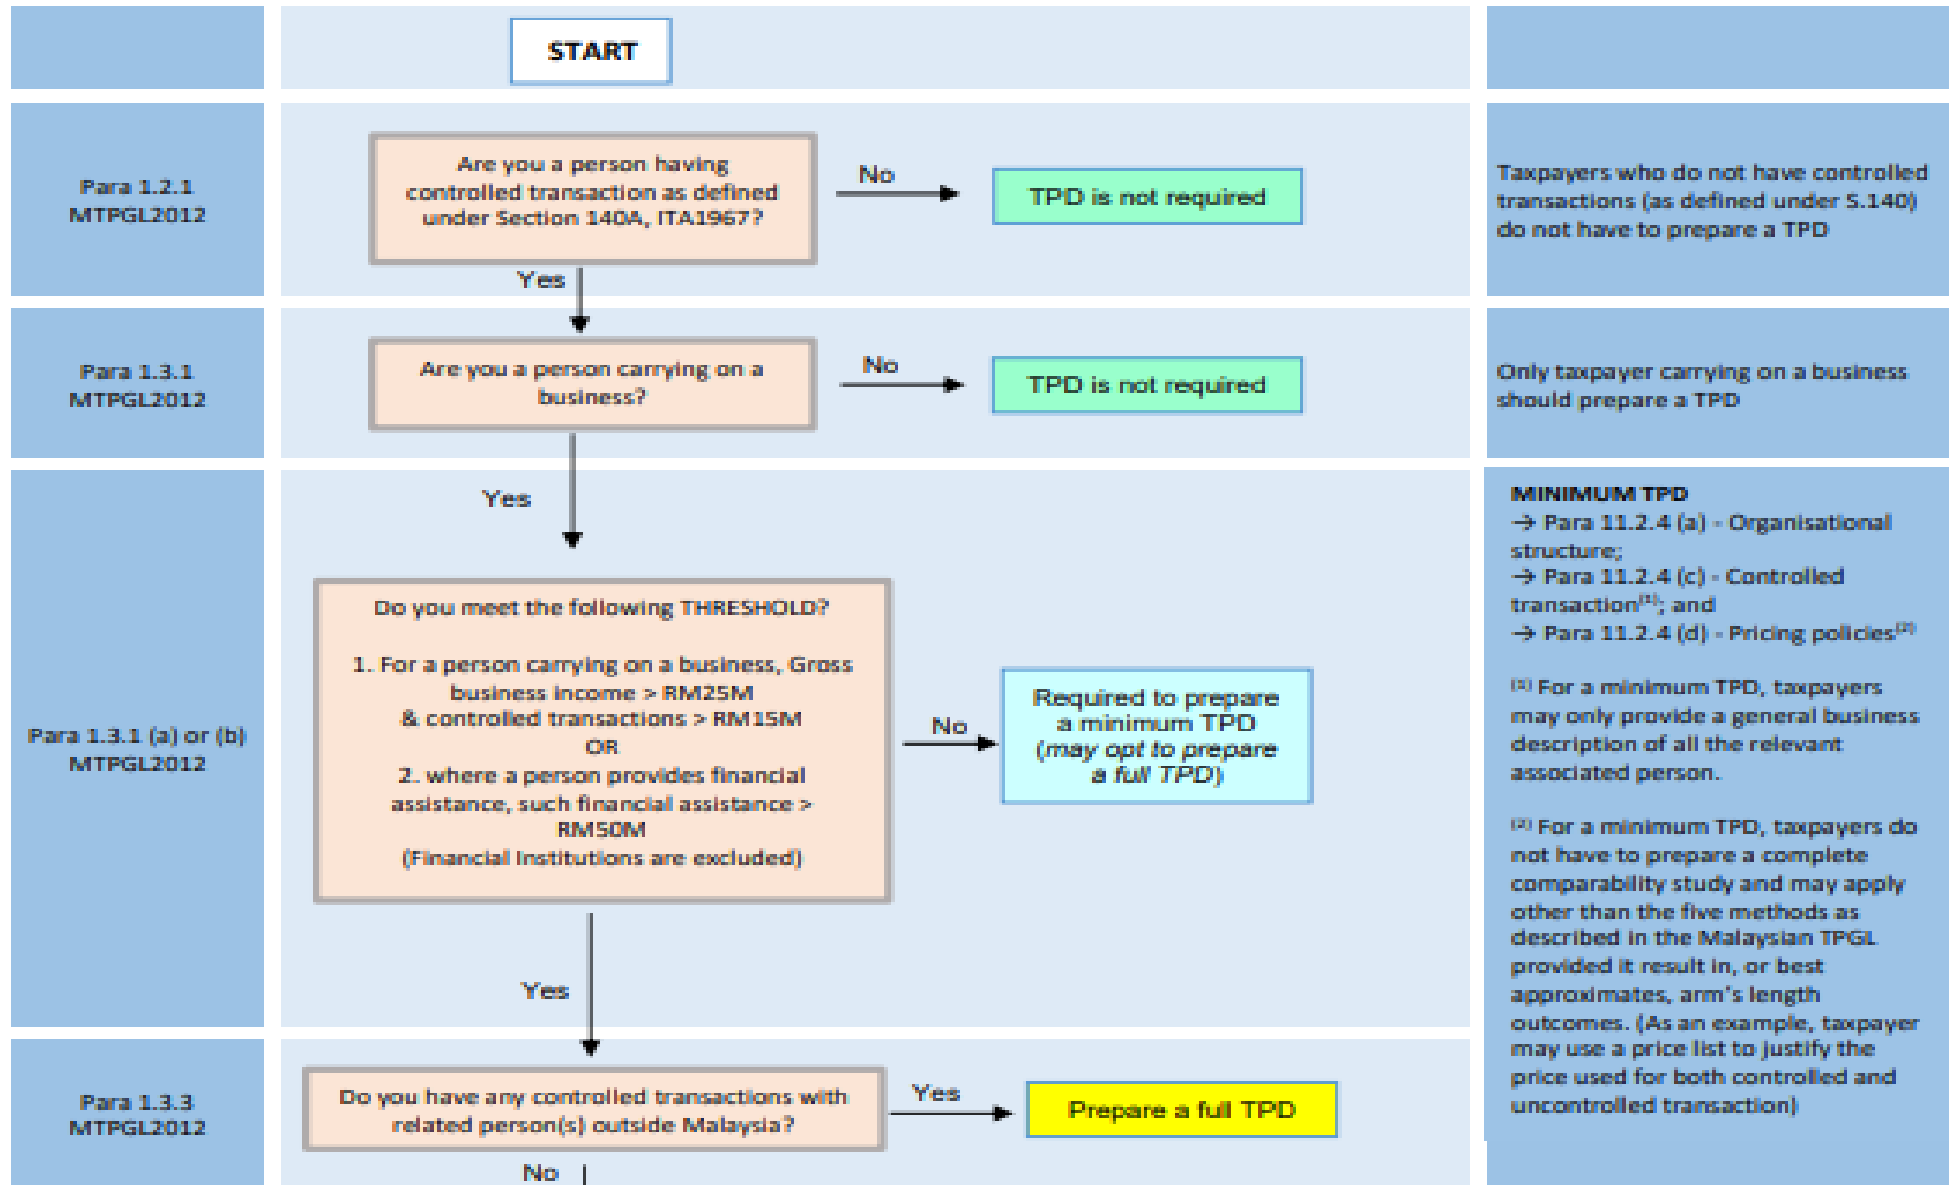 START
Para 1.2.1
MTPGL2012
Are you a person having
controlled transaction as defined
under Section 140A, ITA1967?
No
TPD is not required
Taxpayers who do not have controlled
transactions (as defined under S.140)
do not have to prepare a TPD
Yes
Para 1.3.1
MTPGL2012
Are you a person carrying on a
business?
No
TPD is not required
Only taxpayer carrying on a business
should prepare a TPD
Yes
Para 1.3.1 (a) or (b)
MTPGL2012
Do you meet the following THRESHOLD?
1. For a person carrying on a business, Gross
business income > RM25M
& controlled transactions > RM15M
OR
2. where a person provides financial
assistance, such financial assistance >
RM50M
(Financial Institutions are excluded)
No
Required to prepare
a minimum TPD
(may opt to prepare
a full TPD)
MINIMUM TPD
→ Para 11.2.4 (a) - Organisational
structure;
→ Para 11.2.4 (c) - Controlled
transaction⁽¹⁾; and
→ Para 11.2.4 (d) - Pricing policies⁽²⁾
⁽¹⁾ For a minimum TPD, taxpayers
may only provide a general business
description of all the relevant
associated person.
⁽²⁾ For a minimum TPD, taxpayers do
not have to prepare a complete
comparability study and may apply
other than the five methods as
described in the Malaysian TPGL
provided it result in, or best
approximates, arm's length
outcomes. (As an example, taxpayer
may use a price list to justify the
price used for both controlled and
uncontrolled transaction)
Yes
Para 1.3.3
MTPGL2012
Do you have any controlled transactions with
related person(s) outside Malaysia?
Yes
Prepare a full TPD
No